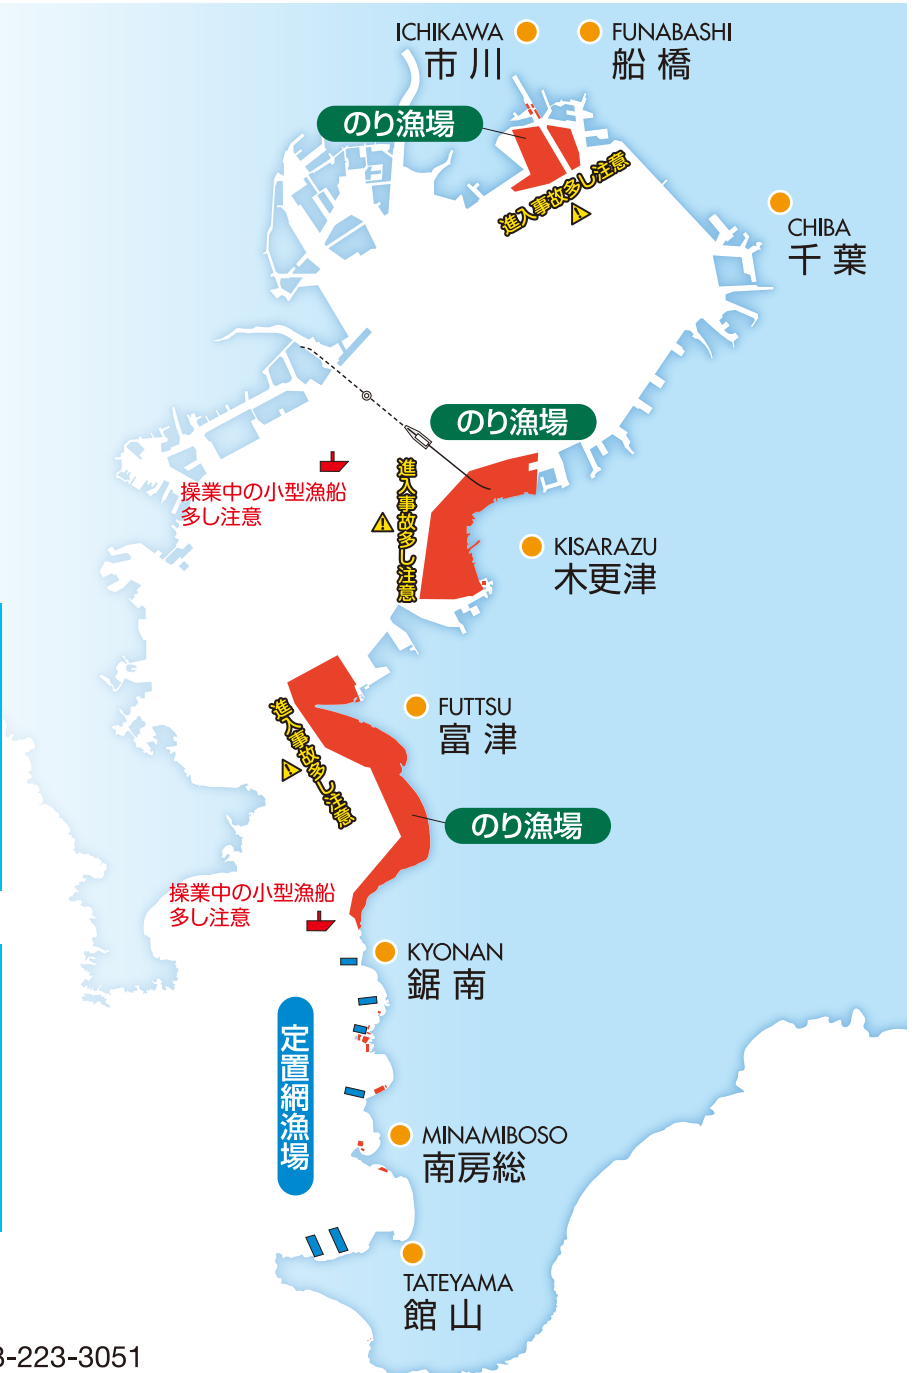 ICHIKAWA
市川
FUNABASHI
船橋
のり漁場
進入事故多し注意
CHIBA
千葉
のり漁場
操業中の小型漁船
多し注意
進入事故多し注意
KISARAZU
木更津
進入事故多し注意
FUTTSU
富津
のり漁場
操業中の小型漁船
多し注意
KYONAN
鋸南
定置網漁場
MINAMIBOSO
南房総
TATEYAMA
館山
3-223-3051